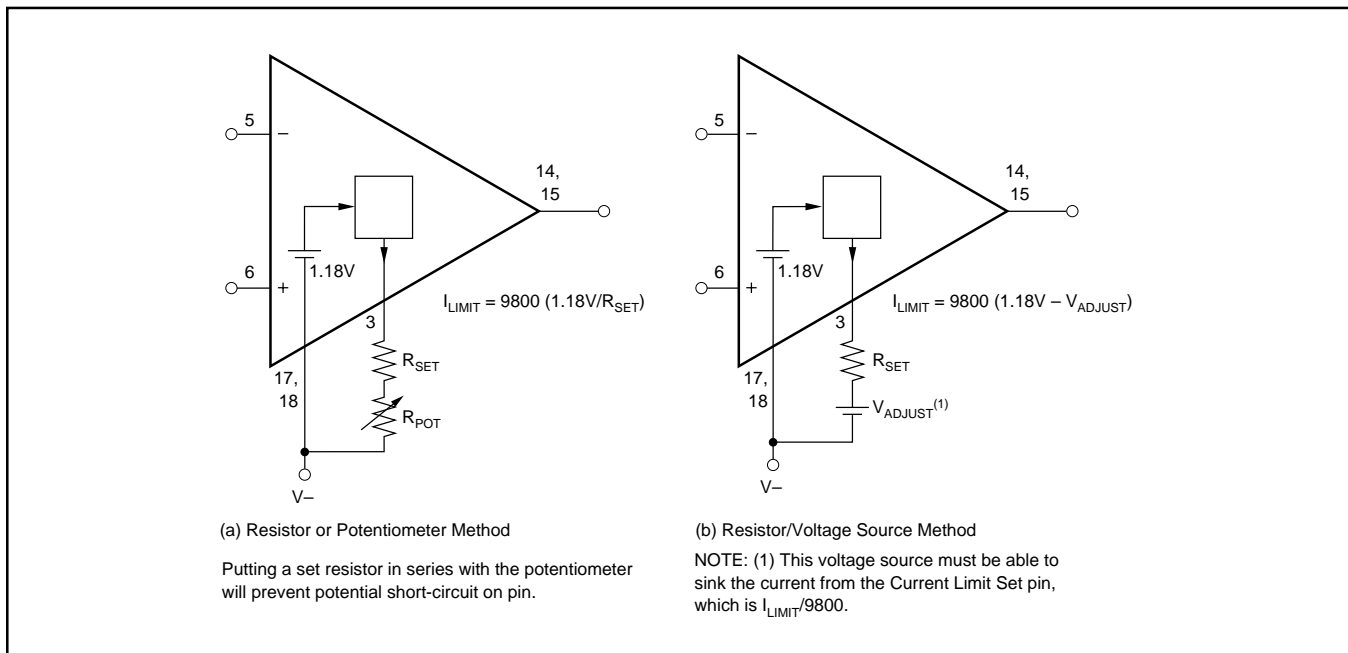 5
−
14,
15
1.18V
6
+
I_LIMIT = 9800 (1.18V/R_SET)
3
R_SET
17,
18
R_POT
V–
(a) Resistor or Potentiometer Method
Putting a set resistor in series with the potentiometer
will prevent potential short-circuit on pin.
5
−
14,
15
1.18V
6
+
I_LIMIT = 9800 (1.18V – V_ADJUST)
3
R_SET
17,
18
V_ADJUST(1)
V–
(b) Resistor/Voltage Source Method
NOTE: (1) This voltage source must be able to
sink the current from the Current Limit Set pin,
which is I_LIMIT/9800.